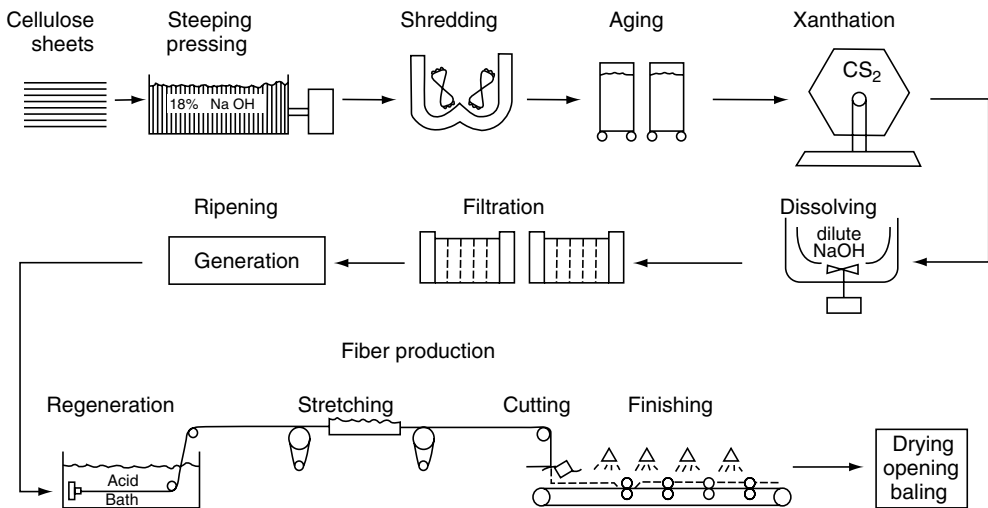 Cellulose
sheets
Steeping
pressing
18% Na OH
Shredding
Aging
Xanthation
CS₂
Ripening
Generation
Filtration
Dissolving
dilute
NaOH
Fiber production
Regeneration
Acid
Bath
Stretching
Cutting
Finishing
Drying
opening
baling